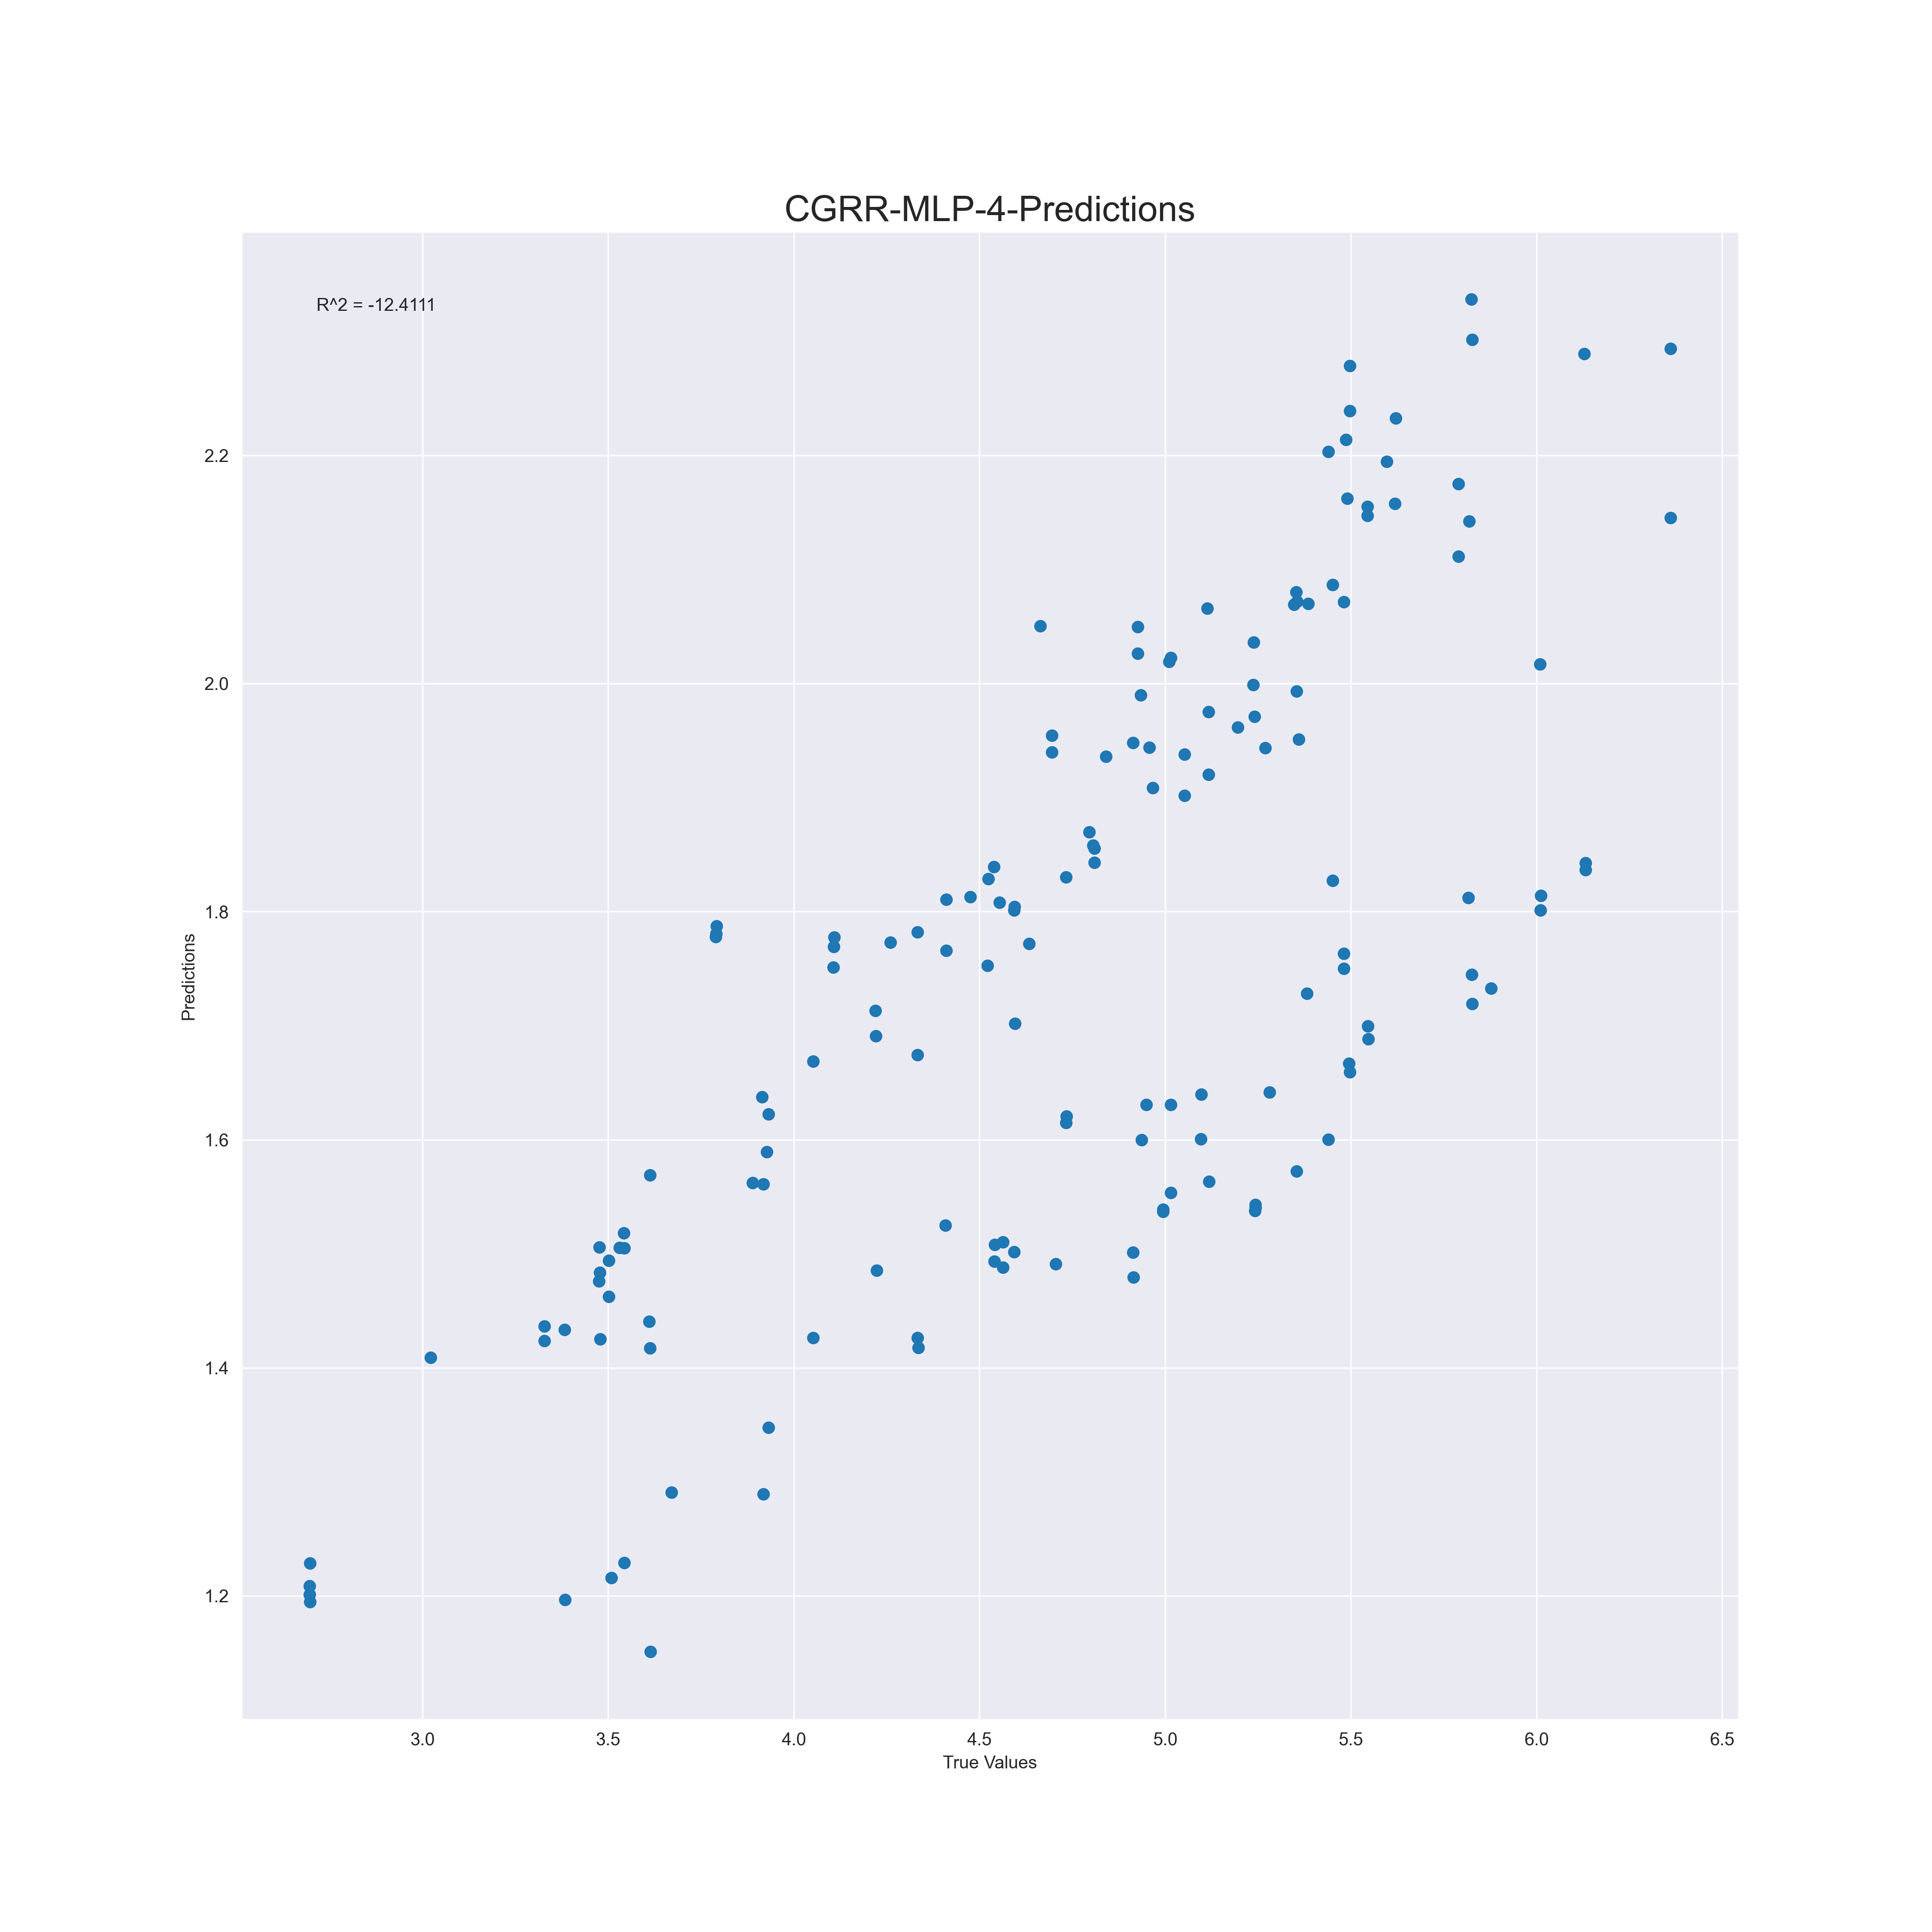 CGRR-MLP-4-Predictions
R^2 = -12.4111
2.2
2.0
1.8
1.6
1.4
1.2
Predictions
3.0 3.5 4.0 4.5 5.0 5.5 6.0 6.5
True Values